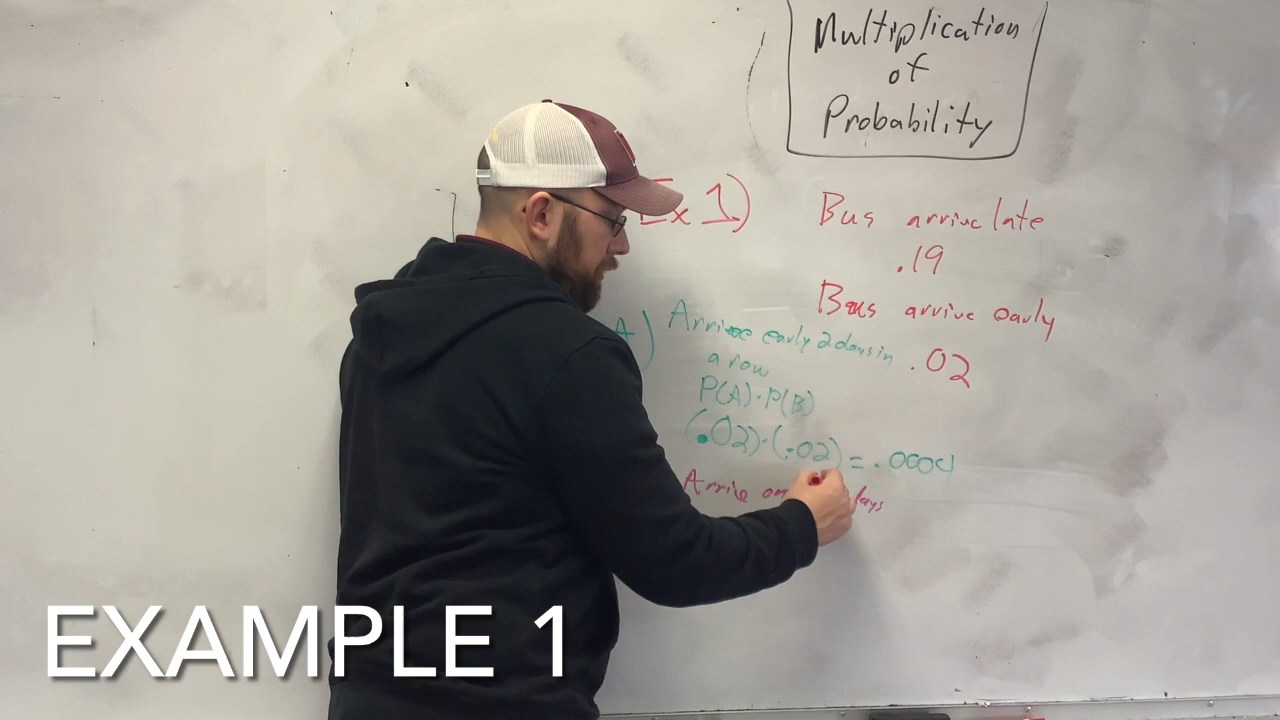 Multiplication
of
Probability
Ex 1)
Bus arrive late
.19
Bus arrive early
.02
A) Arrive early 2 days in
a row
P(A)·P(B)
(.02)·(.02) = .0004
Arrive on days
EXAMPLE 1